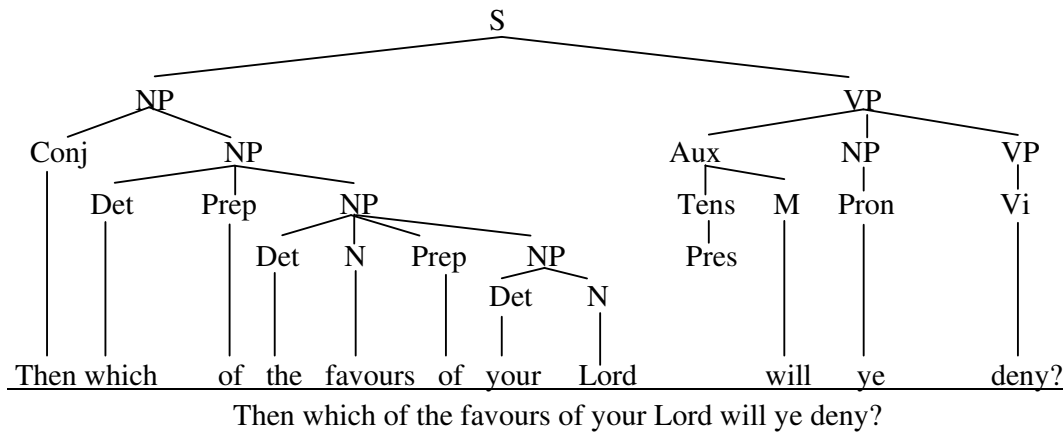 S
NP VP
Conj NP Aux NP VP
Det Prep NP Tens M Pron Vi
Det N Prep NP Pres
Det N
Then which of the favours of your Lord will ye deny?
Then which of the favours of your Lord will ye deny?